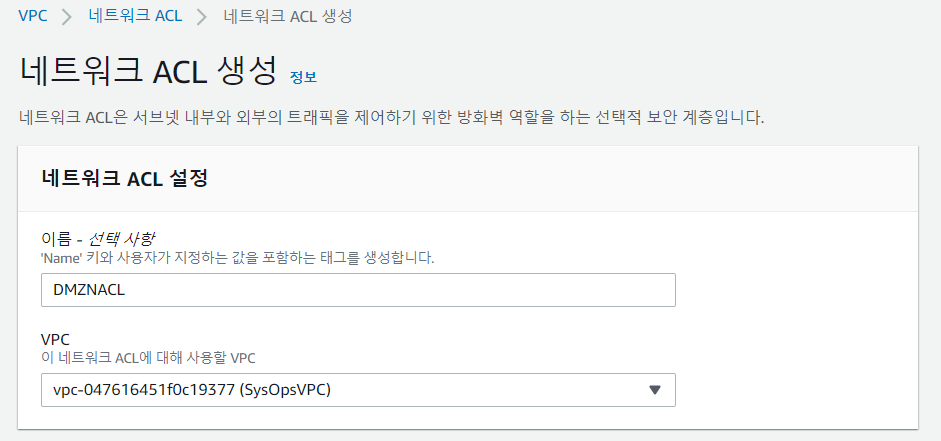 VPC > 네트워크 ACL > 네트워크 ACL 생성
네트워크 ACL 생성 정보
네트워크 ACL은 서브넷 내부와 외부의 트래픽을 제어하기 위한 방화벽 역할을 하는 선택적 보안 계층입니다.
네트워크 ACL 설정
이름 - 선택 사항
'Name' 키와 사용자가 지정하는 값을 포함하는 태그를 생성합니다.
DMZNACL
VPC
이 네트워크 ACL에 대해 사용할 VPC
vpc-047616451f0c19377 (SysOpsVPC)